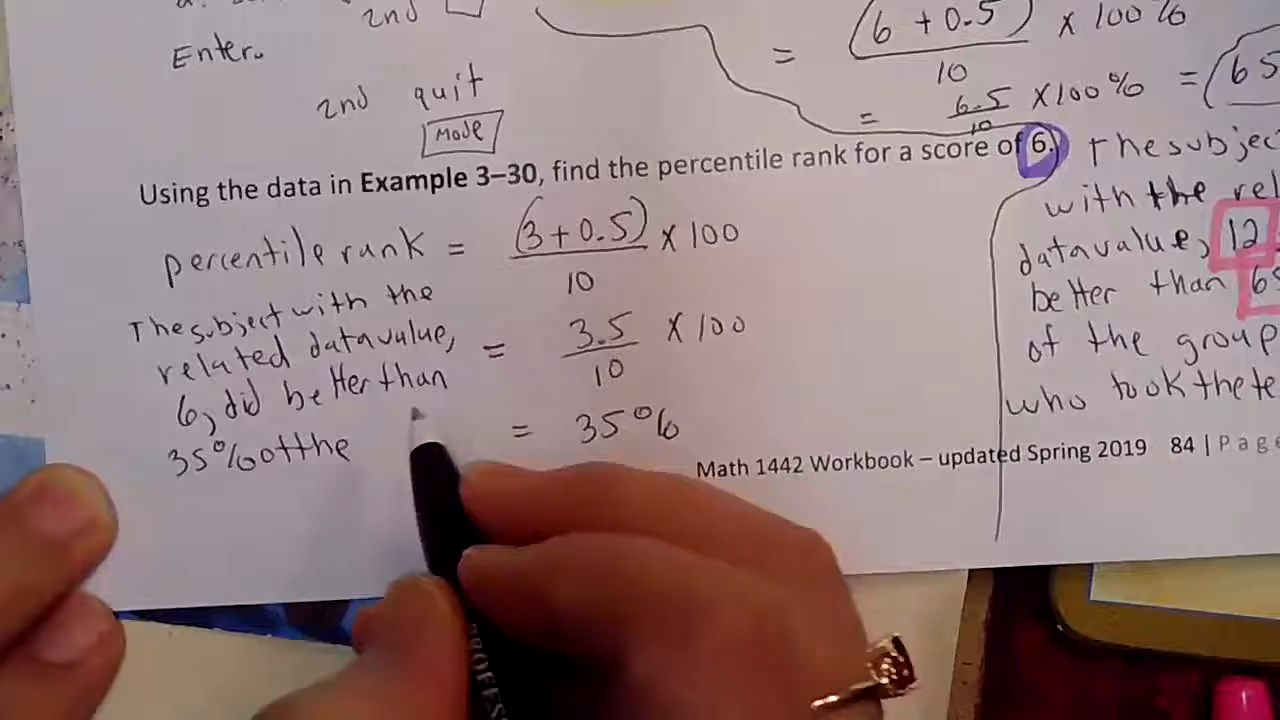 2nd
Enter.
2nd quit
Mode
= (6 + 0.5) x 100%
10
= 6.5 x 100% = 65
10
Using the data in Example 3–30, find the percentile rank for a score of 6.
percentile rank = (3 + 0.5) x 100
10
The subject with the
related data value,
6, did better than
35% of the
= 3.5 x 100
10
= 35%
The subjec
with the rel
data value, 12
better than 6
of the group
who took the te
Math 1442 Workbook – updated Spring 2019 84 | Page